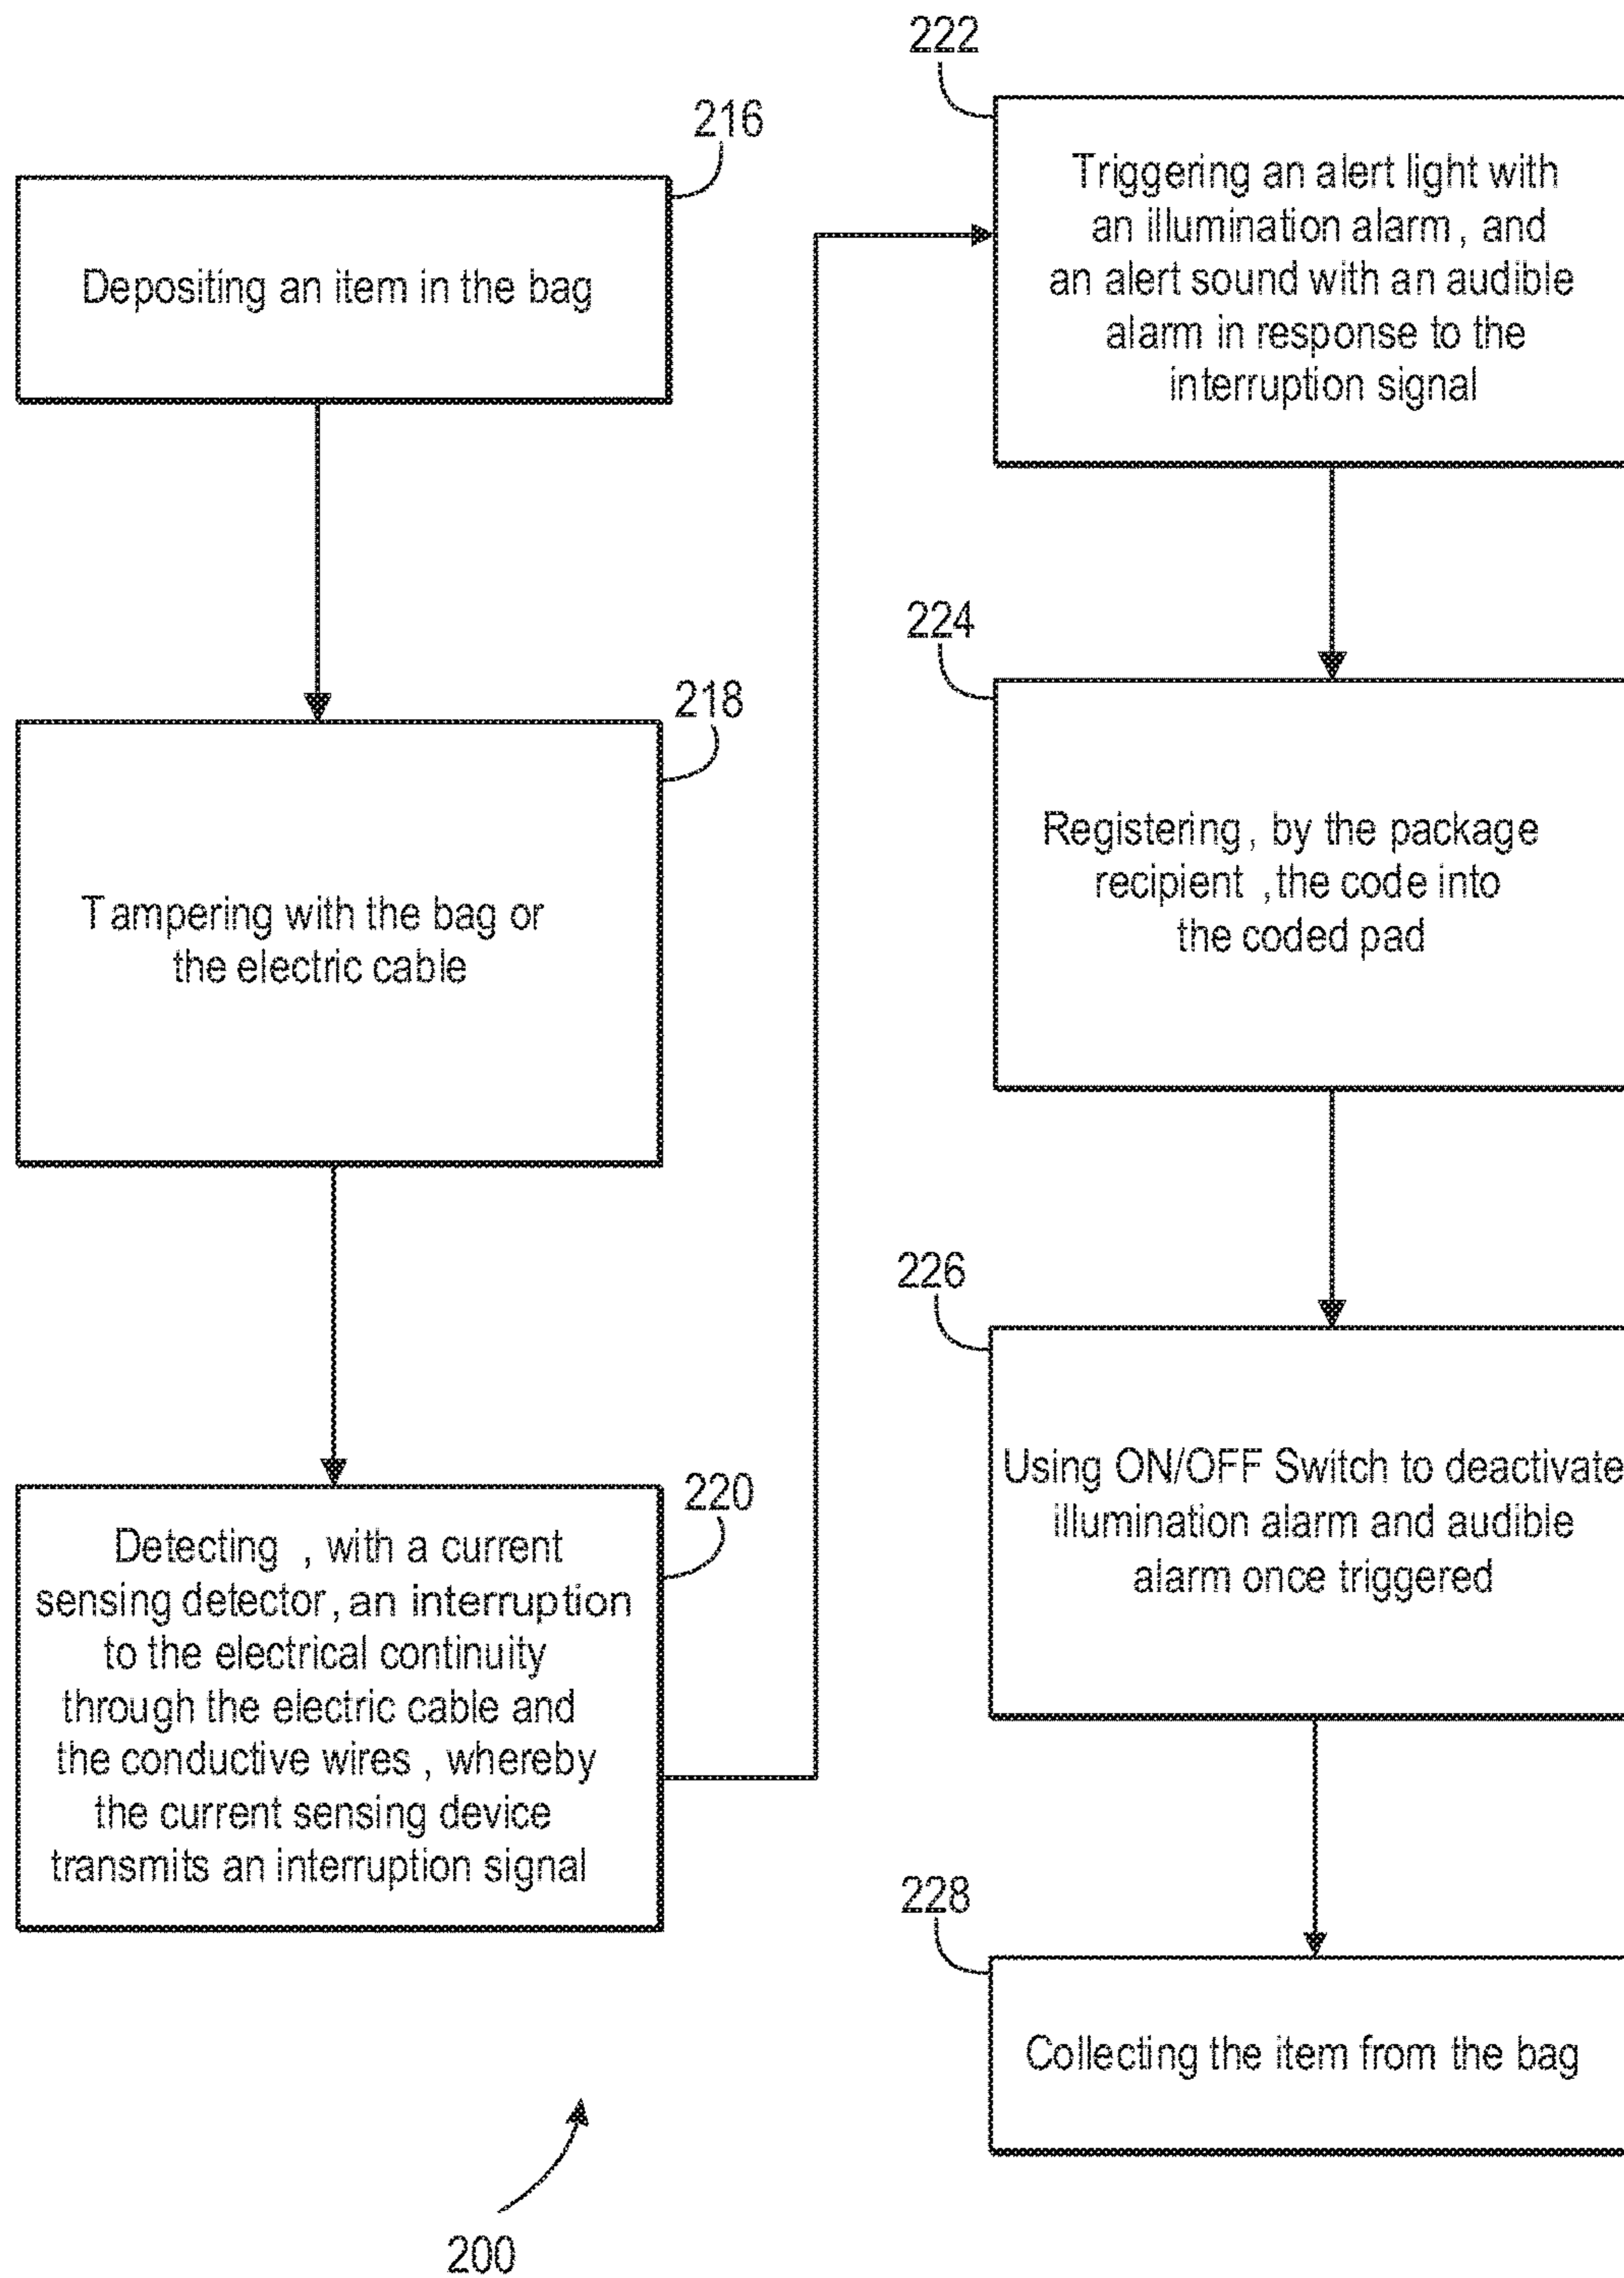 216
Depositing an item in the bag
218
Tampering with the bag or
the electric cable
220
Detecting , with a current
sensing detector, an interruption
to the electrical continuity
through the electric cable and
the conductive wires , whereby
the current sensing device
transmits an interruption signal
222
Triggering an alert light with
an illumination alarm , and
an alert sound with an audible
alarm in response to the
interruption signal
224
Registering , by the package
recipient , the code into
the coded pad
226
Using ON/OFF Switch to deactivate
illumination alarm and audible
alarm once triggered
228
Collecting the item from the bag
200